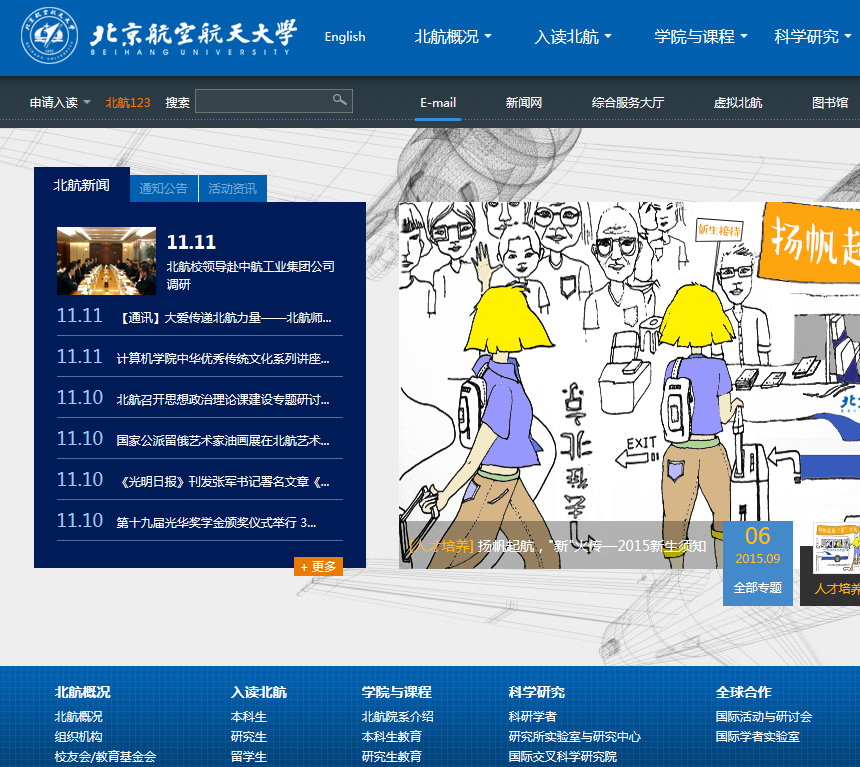 北京航空航天大學
BEIHANG UNIVERSITY
English
北航概况
入读北航
学院与课程
科学研究
申请入读
北航123
搜索
E-mail
新闻网
综合服务大厅
虚拟北航
图书馆
北航新闻
通知公告
活动资讯
11.11
北航校领导赴中航工业集团公司
调研
11.11 【通讯】大爱传递北航力量——北航师...
11.11 计算机学院中华优秀传统文化系列讲座...
11.10 北航召开思想政治理论课建设专题研讨...
11.10 国家公派留俄艺术家油画展在北航艺术...
11.10 《光明日报》刊发张军书记署名文章《...
11.10 第十九届光华奖学金颁奖仪式举行 3...
+ 更多
新生接待
扬帆起
EXIT
[人才培养] 扬帆起航，"新"火传—2015新生须知
06
2015.09
全部专题
人才培养
北航概况
北航概况
组织机构
校友会/教育基金会
入读北航
本科生
研究生
留学生
学院与课程
北航院系介绍
本科生教育
研究生教育
科学研究
科研学者
研究所实验室与研究中心
国际交叉科学研究院
全球合作
国际活动与研讨会
国际学者实验室